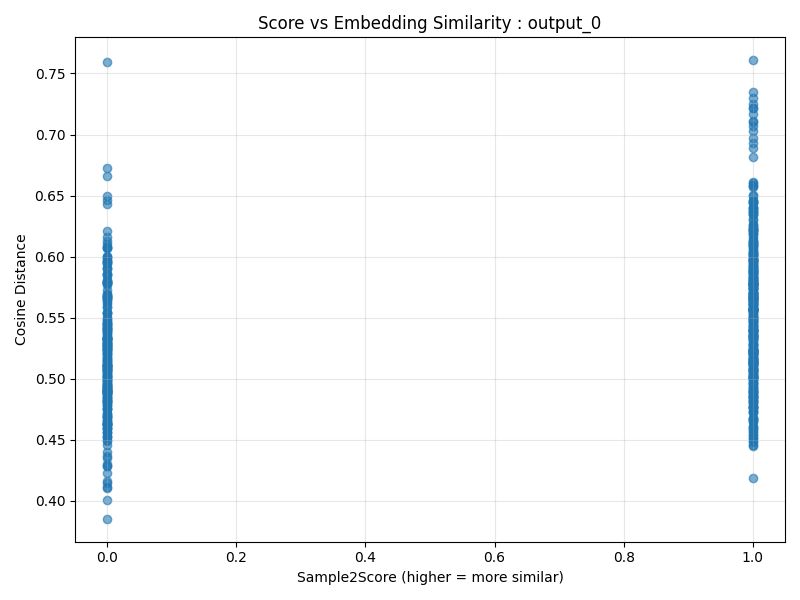 Score vs Embedding Similarity : output_0
0.75
0.70
0.65
0.60
0.55
0.50
0.45
0.40
Cosine Distance
0.0 0.2 0.4 0.6 0.8 1.0
Sample2Score (higher = more similar)